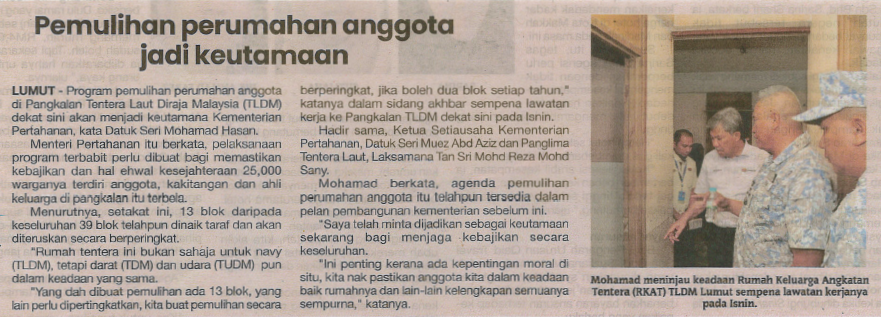 Pemulihan perumahan anggota
jadi keutamaan
LUMUT - Program pemulihan perumahan anggota
di Pangkalan Tentera Laut Diraja Malaysia (TLDM)
dekat sini akan menjadi keutamana Kementerian
Pertahanan, kata Datuk Seri Mohamad Hasan.
Menteri Pertahanan itu berkata, pelaksanaan
program terbabit perlu dibuat bagi memastikan
kebajikan dan hal ehwal kesejahteraan 25,000
warganya terdiri anggota, kakitangan dan ahli
keluarga di pangkalan itu terbela.
Menurutnya, setakat ini, 13 blok daripada
keseluruhan 39 blok telahpun dinaik taraf dan akan
diteruskan secara berperingkat.
"Rumah tentera ini bukan sahaja untuk navy
(TLDM), tetapi darat (TDM) dan udara (TUDM) pun
dalam keadaan yang sama.
"Yang dah dibuat pemulihan ada 13 blok, yang
lain perlu dipertingkatkan, kita buat pemulihan secara
berperingkat, jika boleh dua blok setiap tahun,"
katanya dalam sidang akhbar sempena lawatan
kerja ke Pangkalan TLDM dekat sini pada Isnin.
Hadir sama, Ketua Setiausaha Kementerian
Pertahanan, Datuk Seri Muez Abd Aziz dan Panglima
Tentera Laut, Laksamana Tan Sri Mohd Reza Mohd
Sany.
Mohamad berkata, agenda pemulihan
perumahan anggota itu telahpun tersedia dalam
pelan pembangunan kementerian sebelum ini.
"Saya telah minta dijadikan sebagai keutamaan
sekarang bagi menjaga kebajikan secara
keseluruhan.
"Ini penting kerana ada kepentingan moral di
situ, kita nak pastikan anggota kita dalam keadaan
baik rumahnya dan lain-lain kelengkapan semuanya
sempurna," katanya.
Mohamad meninjau keadaan Rumah Keluarga Angkatan
Tentera (RKAT) TLDM Lumut sempena lawatan kerjanya
pada Isnin.